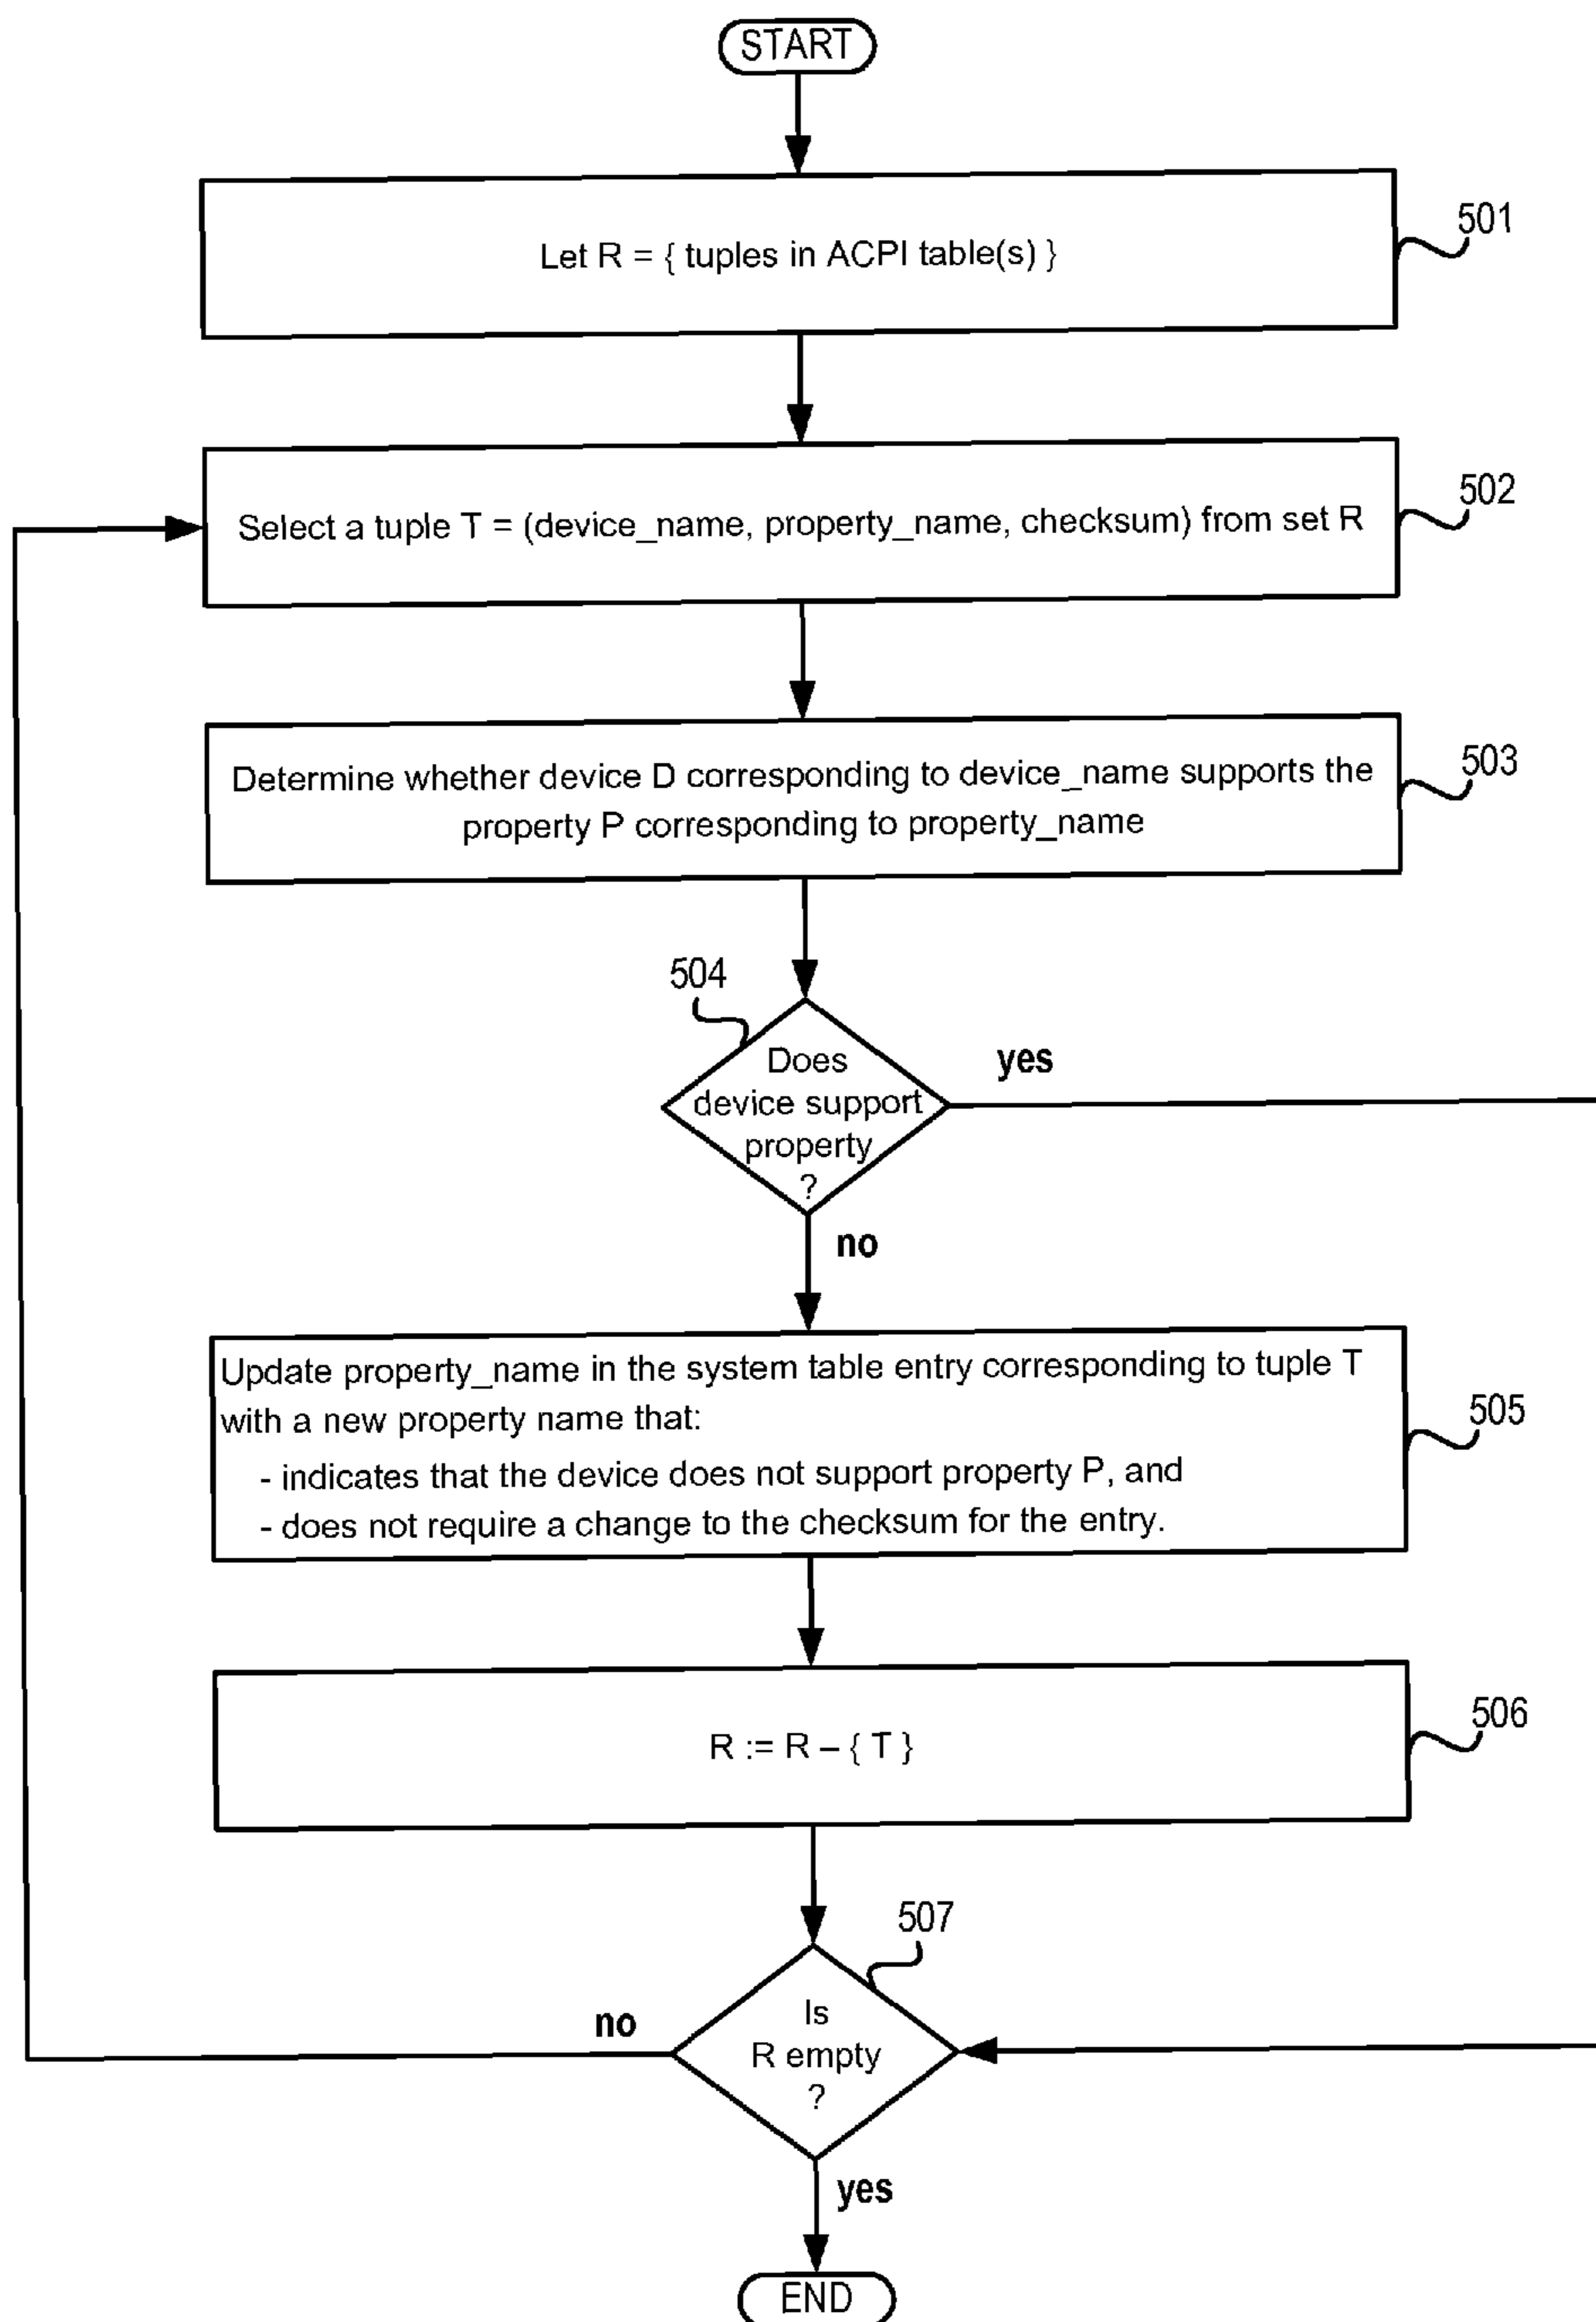 START
Let R = { tuples in ACPI table(s) }
501
Select a tuple T = (device_name, property_name, checksum) from set R
502
Determine whether device D corresponding to device_name supports the
property P corresponding to property_name
503
504
Does
device support
property
?
yes
no
Update property_name in the system table entry corresponding to tuple T
with a new property name that:
- indicates that the device does not support property P, and
- does not require a change to the checksum for the entry.
505
R := R – { T }
506
507
Is
R empty
?
no
yes
END